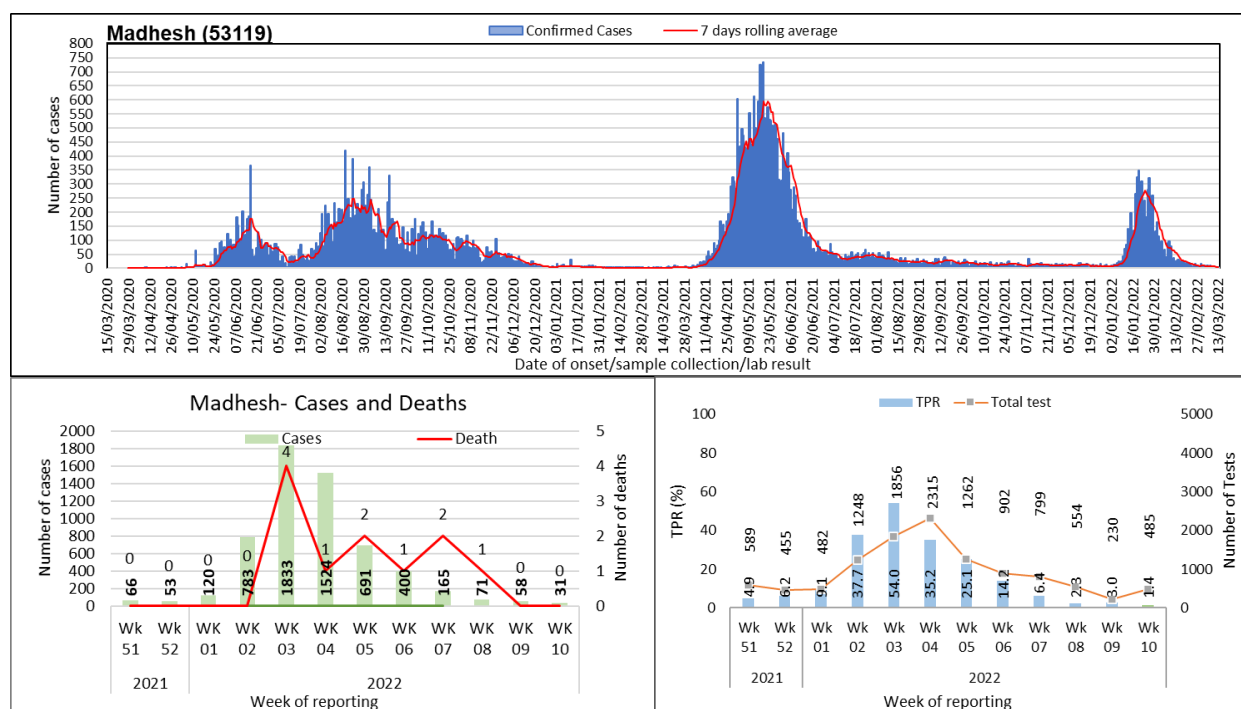 Madhesh (53119)
Confirmed Cases 7 days rolling average
Number of cases
800
750
700
650
600
550
500
450
400
350
300
250
200
150
100
50
0
15/03/2020 29/03/2020 12/04/2020 26/04/2020 10/05/2020 24/05/2020 07/06/2020 21/06/2020 05/07/2020 19/07/2020 02/08/2020 16/08/2020 30/08/2020 13/09/2020 27/09/2020 11/10/2020 25/10/2020 08/11/2020 22/11/2020 06/12/2020 20/12/2020 03/01/2021 17/01/2021 31/01/2021 14/02/2021 28/02/2021 14/03/2021 28/03/2021 11/04/2021 25/04/2021 09/05/2021 23/05/2021 06/06/2021 20/06/2021 04/07/2021 18/07/2021 01/08/2021 15/08/2021 29/08/2021 12/09/2021 26/09/2021 10/10/2021 24/10/2021 07/11/2021 21/11/2021 05/12/2021 19/12/2021 02/01/2022 16/01/2022 30/01/2022 13/02/2022 27/02/2022 13/03/2022
Date of onset/sample collection/lab result
Madhesh- Cases and Deaths
Cases Death
Number of cases
2000
1800
1600
1400
1200
1000
800
600
400
200
0
0 0 0 0 4 1 2 1 2 1 0 0
66 53 120 783 1833 1524 691 400 165 71 58 31
5
4
3
2
1
0
Number of deaths
Wk 51 Wk 52 WK 01 WK 02 WK 03 WK 04 WK 05 WK 06 WK 07 WK 08 WK 09 WK 10
2021 2022
Week of reporting
TPR Total test
TPR (%)
100
80
60
40
20
0
589 455 482 1248 1856 2315 1262 902 799 554 230 485
4.9 6.2 9.1 37.7 54.0 35.2 25.1 14.2 6.4 2.3 3.0 1.4
5000
4000
3000
2000
1000
0
Number of Tests
Wk 51 Wk 52 Wk 01 Wk 02 Wk 03 Wk 04 Wk 05 Wk 06 Wk 07 Wk 08 Wk 09 Wk 10
2021 2022
Week of reporting